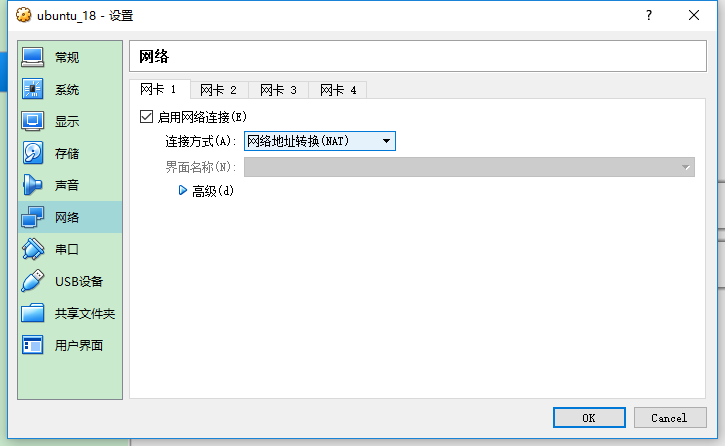 ubuntu_18 - 设置
?
常规
系统
显示
存储
声音
网络
串口
USB设备
共享文件夹
用户界面
网络
网卡 1 网卡 2 网卡 3 网卡 4
启用网络连接(E)
连接方式(A): 网络地址转换(NAT)
界面名称(N):
高级(d)
OK Cancel